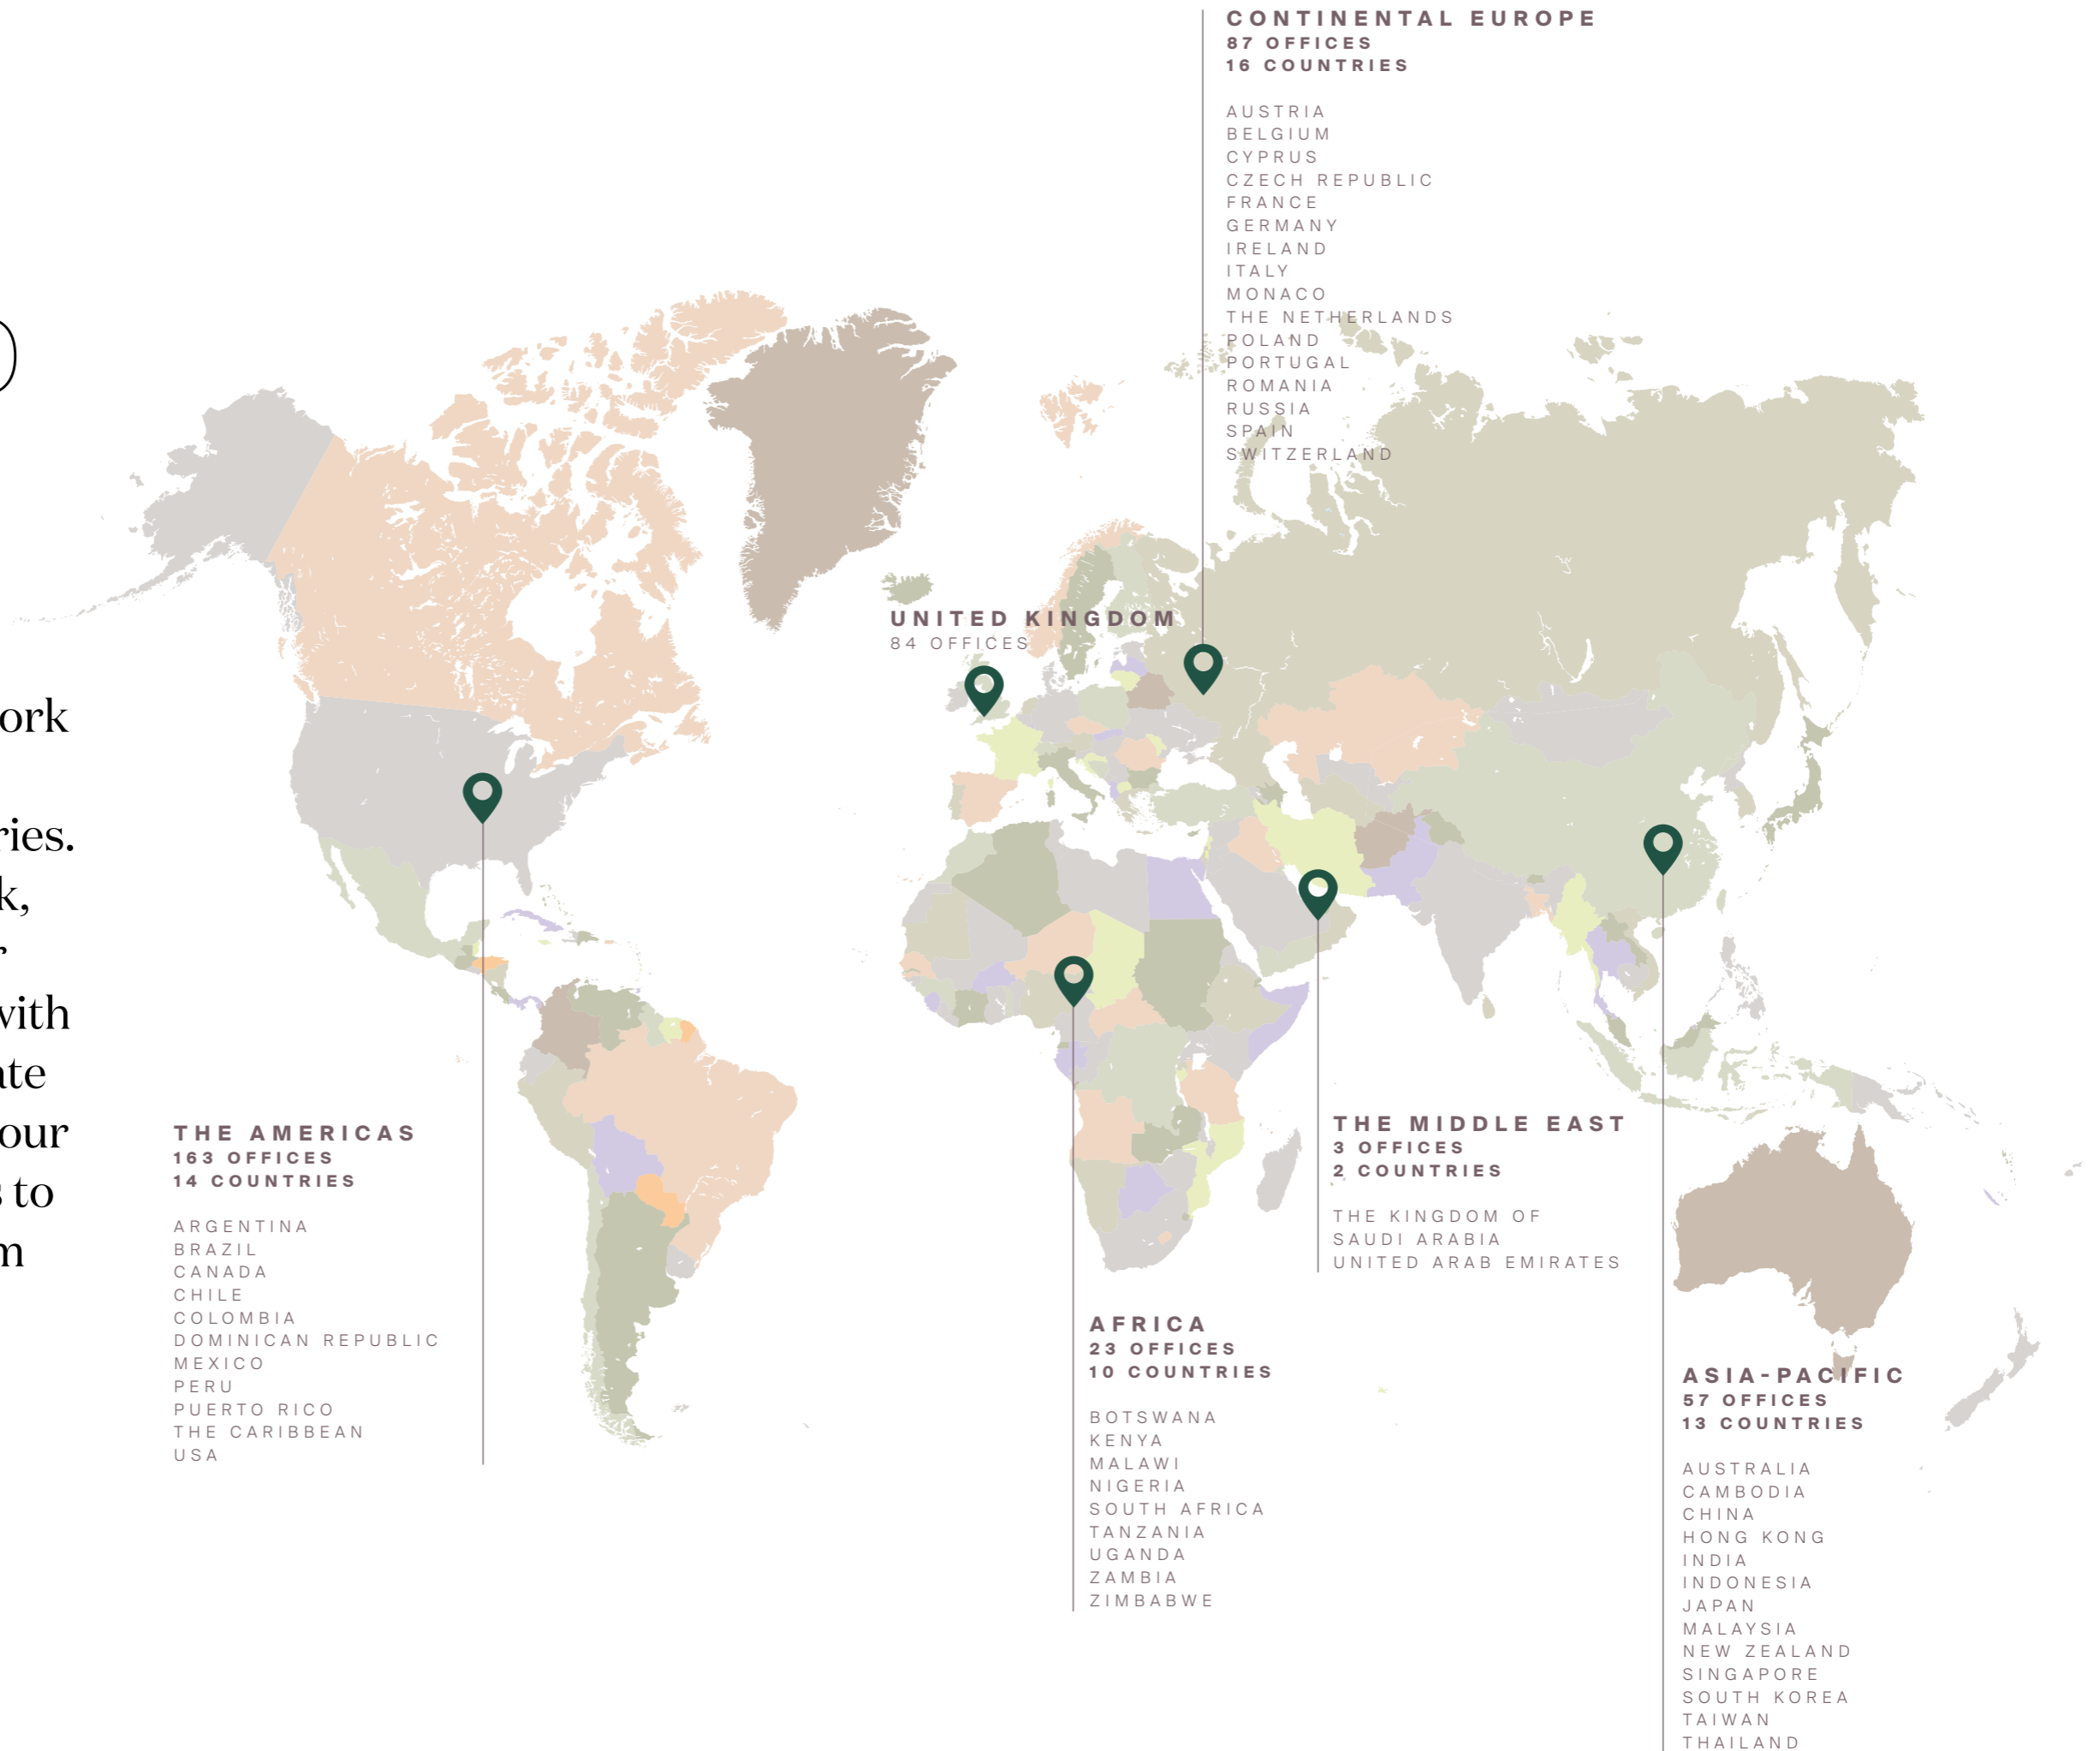 ork
ries.
k,
r
with
ate
our
s to
m
CONTINENTAL EUROPE
87 OFFICES
16 COUNTRIES
AUSTRIA
BELGIUM
CYPRUS
CZECH REPUBLIC
FRANCE
GERMANY
IRELAND
ITALY
MONACO
THE NETHERLANDS
POLAND
PORTUGAL
ROMANIA
RUSSIA
SPAIN
SWITZERLAND
UNITED KINGDOM
84 OFFICES
THE AMERICAS
163 OFFICES
14 COUNTRIES
ARGENTINA
BRAZIL
CANADA
CHILE
COLOMBIA
DOMINICAN REPUBLIC
MEXICO
PERU
PUERTO RICO
THE CARIBBEAN
USA
THE MIDDLE EAST
3 OFFICES
2 COUNTRIES
THE KINGDOM OF
SAUDI ARABIA
UNITED ARAB EMIRATES
AFRICA
23 OFFICES
10 COUNTRIES
BOTSWANA
KENYA
MALAWI
NIGERIA
SOUTH AFRICA
TANZANIA
UGANDA
ZAMBIA
ZIMBABWE
ASIA-PACIFIC
57 OFFICES
13 COUNTRIES
AUSTRALIA
CAMBODIA
CHINA
HONG KONG
INDIA
INDONESIA
JAPAN
MALAYSIA
NEW ZEALAND
SINGAPORE
SOUTH KOREA
TAIWAN
THAILAND